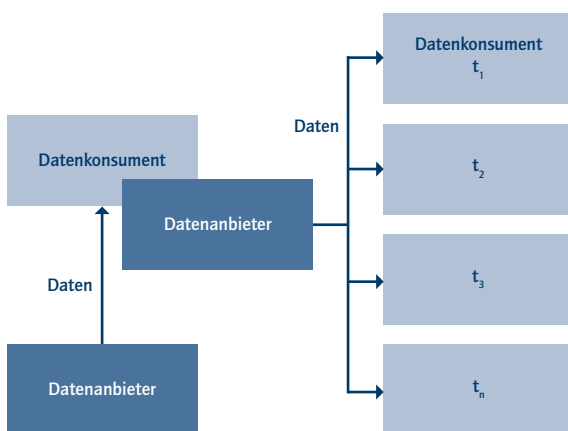 Datenkonsument
t₁
Daten
t₂
Datenkonsument
Datenanbieter
t₃
Daten
Datenanbieter
tₙ